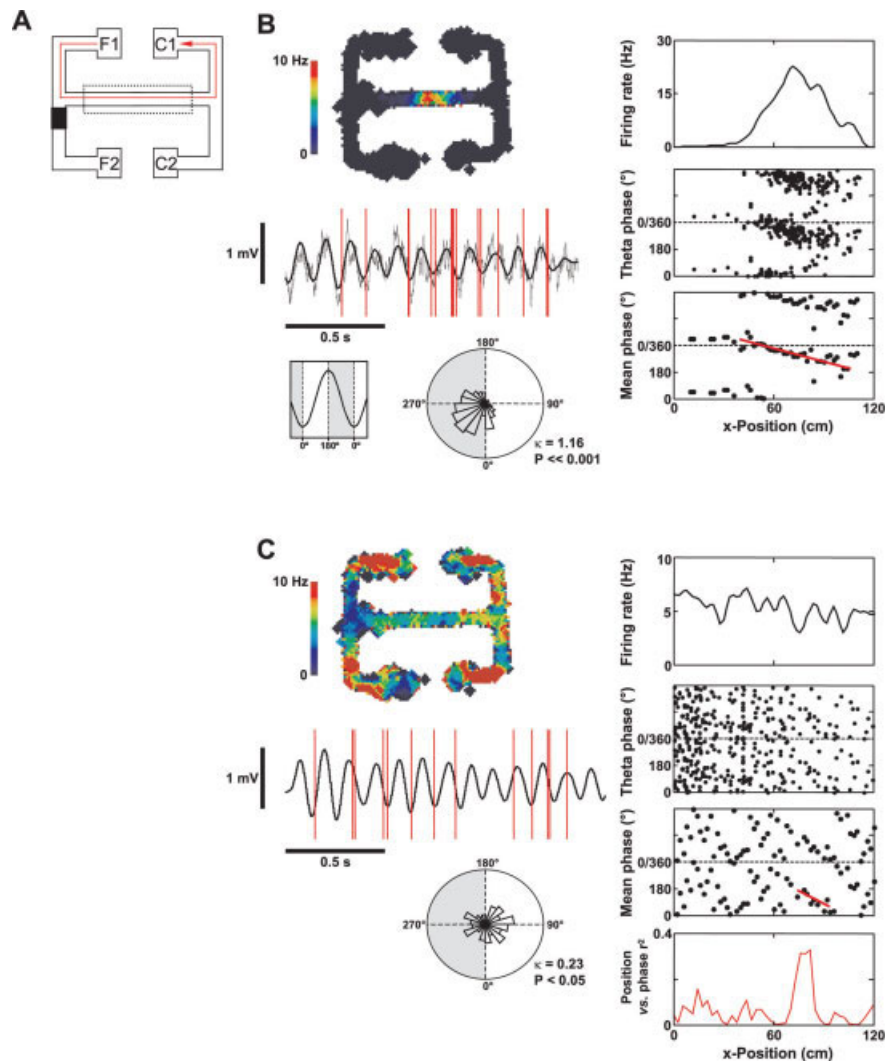 A
F1
C1
F2
C2
B
10 Hz
0
1 mV
0.5 s
0°
180°
0°
180°
270°
90°
0°
κ = 1.16
P << 0.001
Firing rate (Hz)
30
15
0
Theta phase (°)
0/360
180
0
Mean phase (°)
0/360
180
0
0
60
120
x-Position (cm)
C
10 Hz
0
1 mV
0.5 s
180°
270°
90°
0°
κ = 0.23
P < 0.05
Firing rate (Hz)
10
5
0
Theta phase (°)
0/360
180
0
Mean phase (°)
0/360
180
0
Position
vs. phase r²
0.4
0
0
60
120
x-Position (cm)